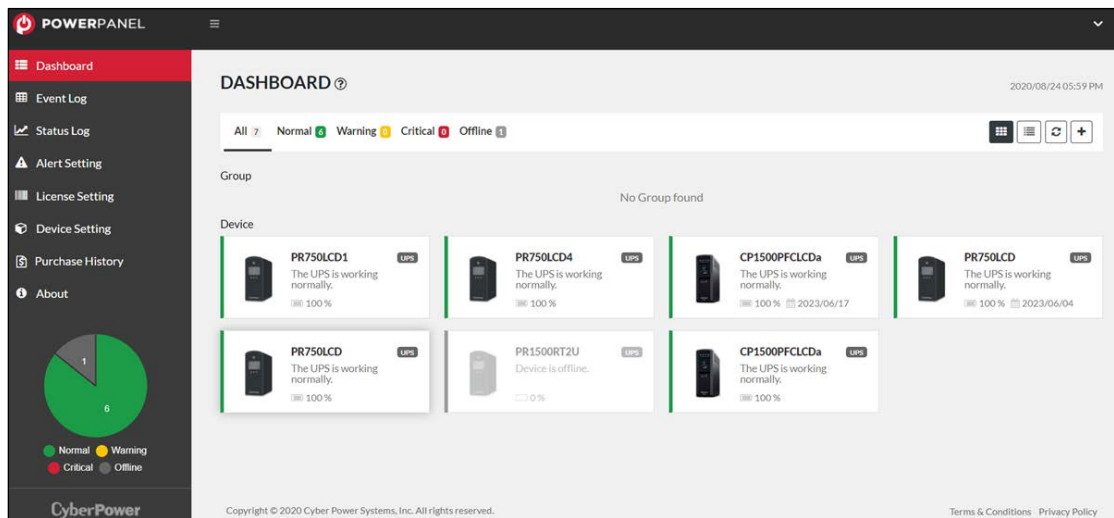 POWERPANEL
Dashboard
Event Log
Status Log
Alert Setting
License Setting
Device Setting
Purchase History
About
1
6
Normal Warning
Critical Offline
CyberPower
DASHBOARD ?
2020/08/24 05:59 PM
All 7 Normal 6 Warning 0 Critical 0 Offline 1
Group
No Group found
Device
PR750LCD1 UPS
The UPS is working
normally.
100 %
PR750LCD4 UPS
The UPS is working
normally.
100 %
CP1500PFCLCDa UPS
The UPS is working
normally.
100 % 2023/06/17
PR750LCD UPS
The UPS is working
normally.
100 % 2023/06/04
PR750LCD UPS
The UPS is working
normally.
100 %
PR1500RT2U UPS
Device is offline.
0 %
CP1500PFCLCDa UPS
The UPS is working
normally.
100 %
Copyright © 2020 Cyber Power Systems, Inc. All rights reserved.
Terms & Conditions Privacy Policy